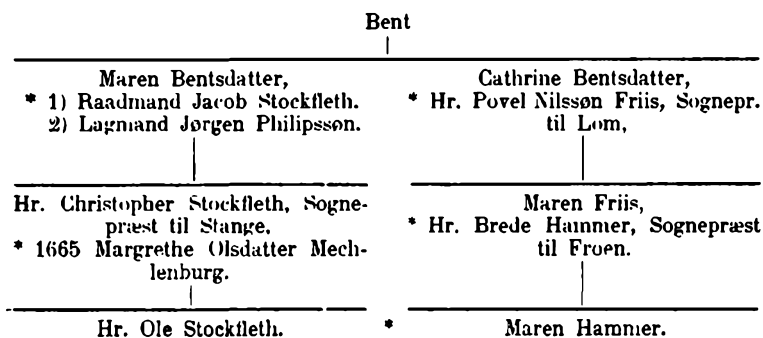 Bent
Maren Bentsdatter,
* 1) Raadmand Jacob Stockfleth.
2) Lagmand Jørgen Philipssøn.
Cathrine Bentsdatter,
* Hr. Povel Nilssøn Friis, Sognepr.
til Lom,
Hr. Christopher Stockfleth, Sogne-
præst til Stange,
* 1665 Margrethe Olsdatter Mech-
lenburg.
Maren Friis,
* Hr. Brede Hammer, Sognepræst
til Froen.
Hr. Ole Stockfleth. * Maren Hammer.